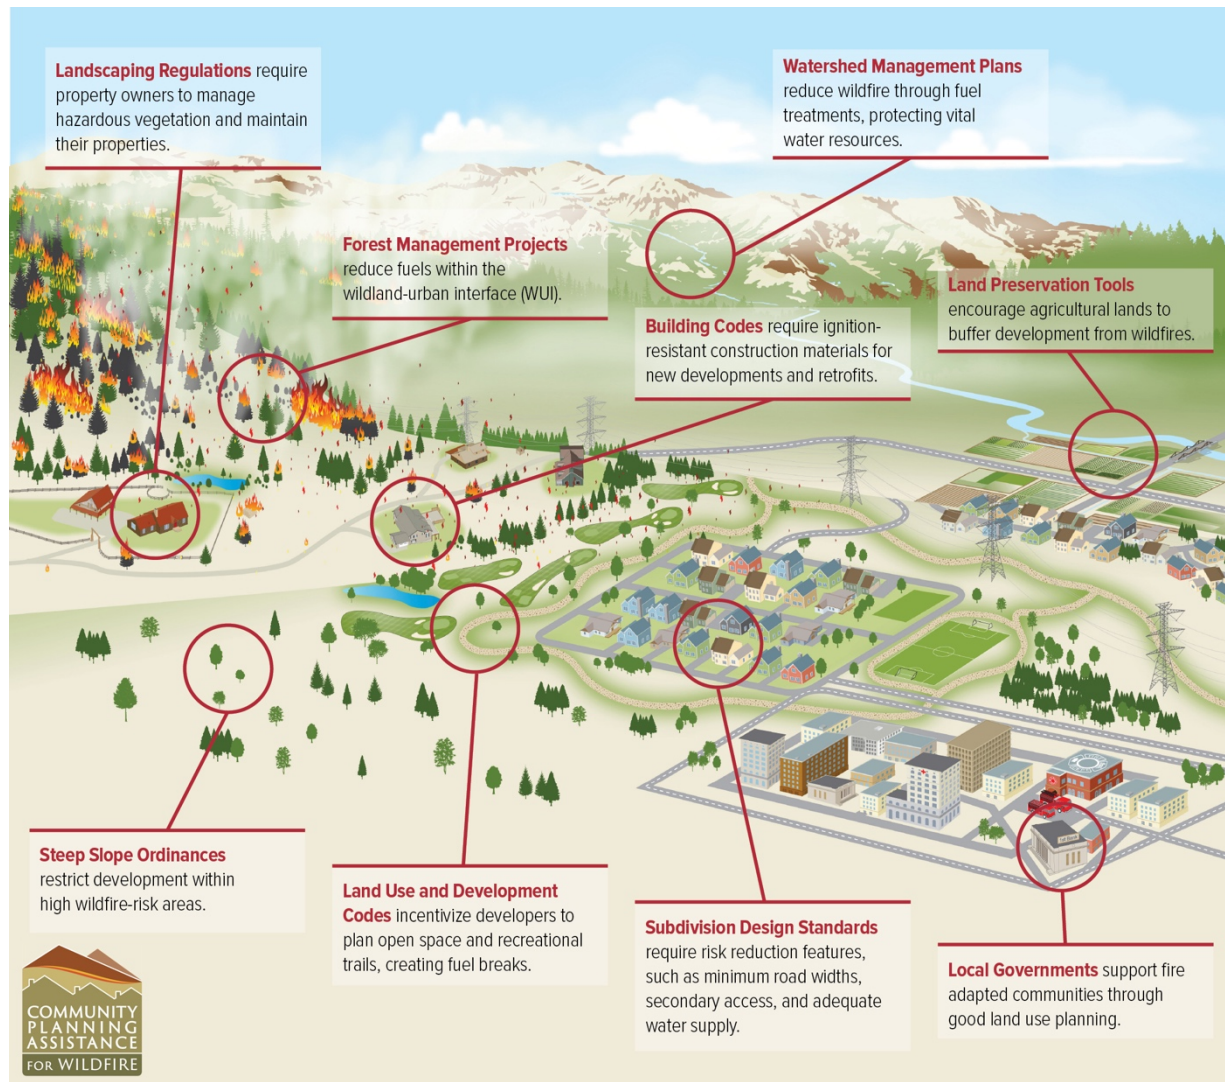 Landscaping Regulations require
property owners to manage
hazardous vegetation and maintain
their properties.
Watershed Management Plans
reduce wildfire through fuel
treatments, protecting vital
water resources.
Forest Management Projects
reduce fuels within the
wildland-urban interface (WUI).
Land Preservation Tools
encourage agricultural lands to
buffer development from wildfires.
Building Codes require ignition-
resistant construction materials for
new developments and retrofits.
Steep Slope Ordinances
restrict development within
high wildfire-risk areas.
Land Use and Development
Codes incentivize developers to
plan open space and recreational
trails, creating fuel breaks.
Subdivision Design Standards
require risk reduction features,
such as minimum road widths,
secondary access, and adequate
water supply.
Local Governments support fire
adapted communities through
good land use planning.
COMMUNITY
PLANNING
ASSISTANCE
FOR WILDFIRE